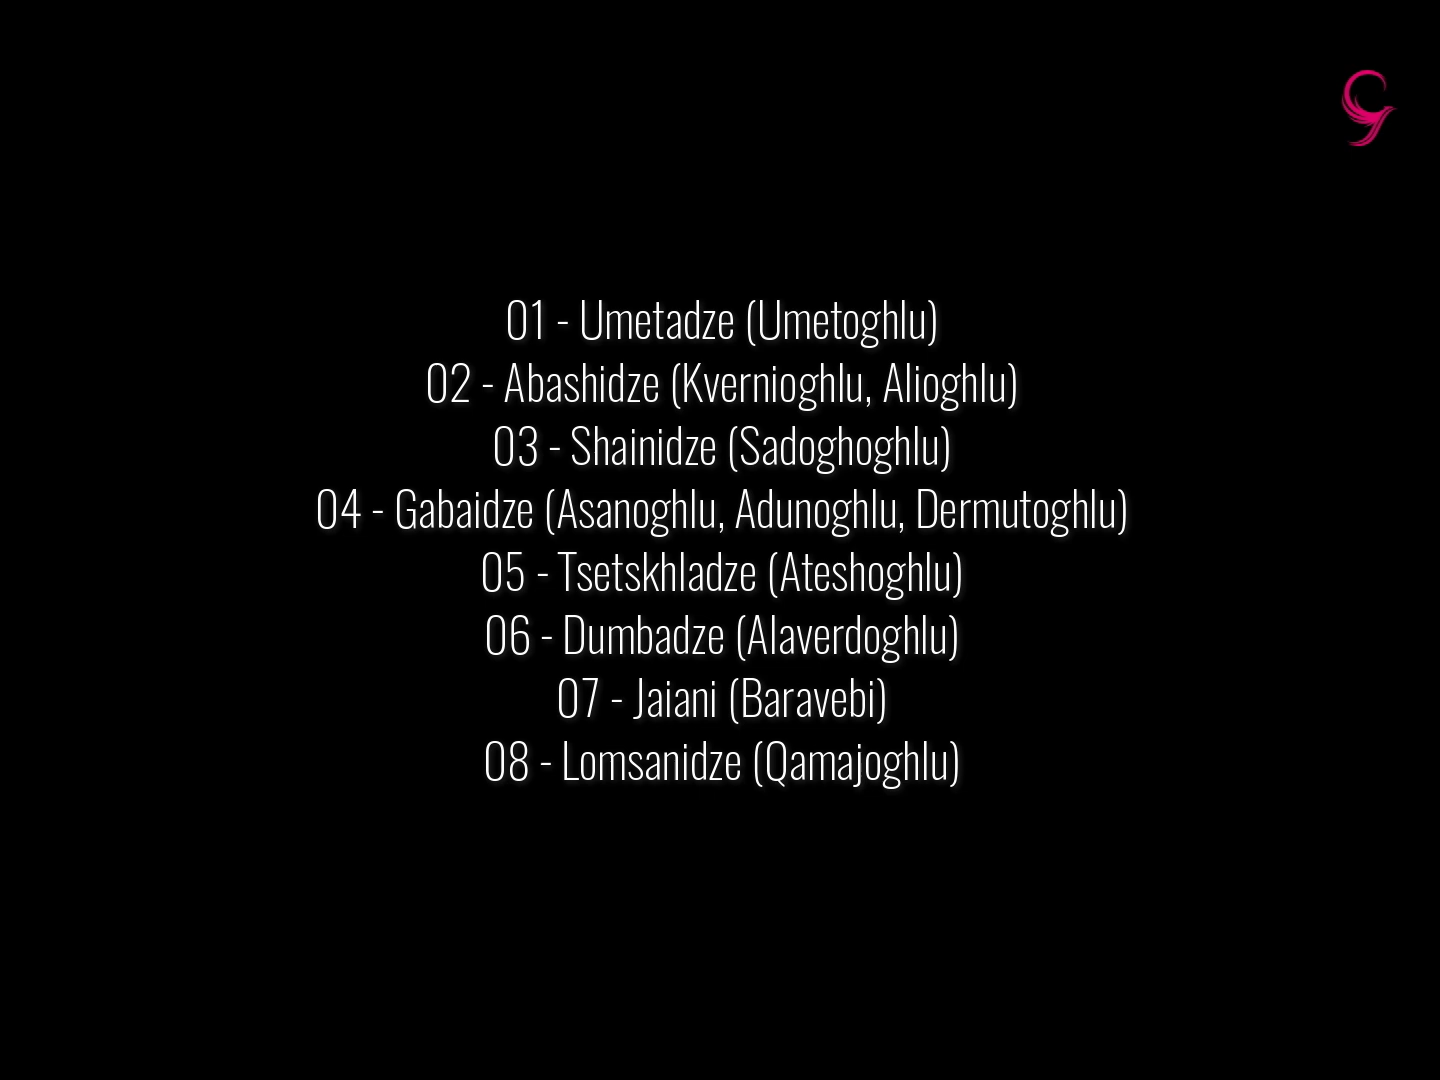 01 - Umetadze (Umetoghlu)
02 - Abashidze (Kvernioghlu, Alioghlu)
03 - Shainidze (Sadoghoghlu)
04 - Gabaidze (Asanoghlu, Adunoghlu, Dermutoghlu)
05 - Tsetskhladze (Ateshoghlu)
06 - Dumbadze (Alaverdoghlu)
07 - Jaiani (Baravebi)
08 - Lomsanidze (Qamajoghlu)